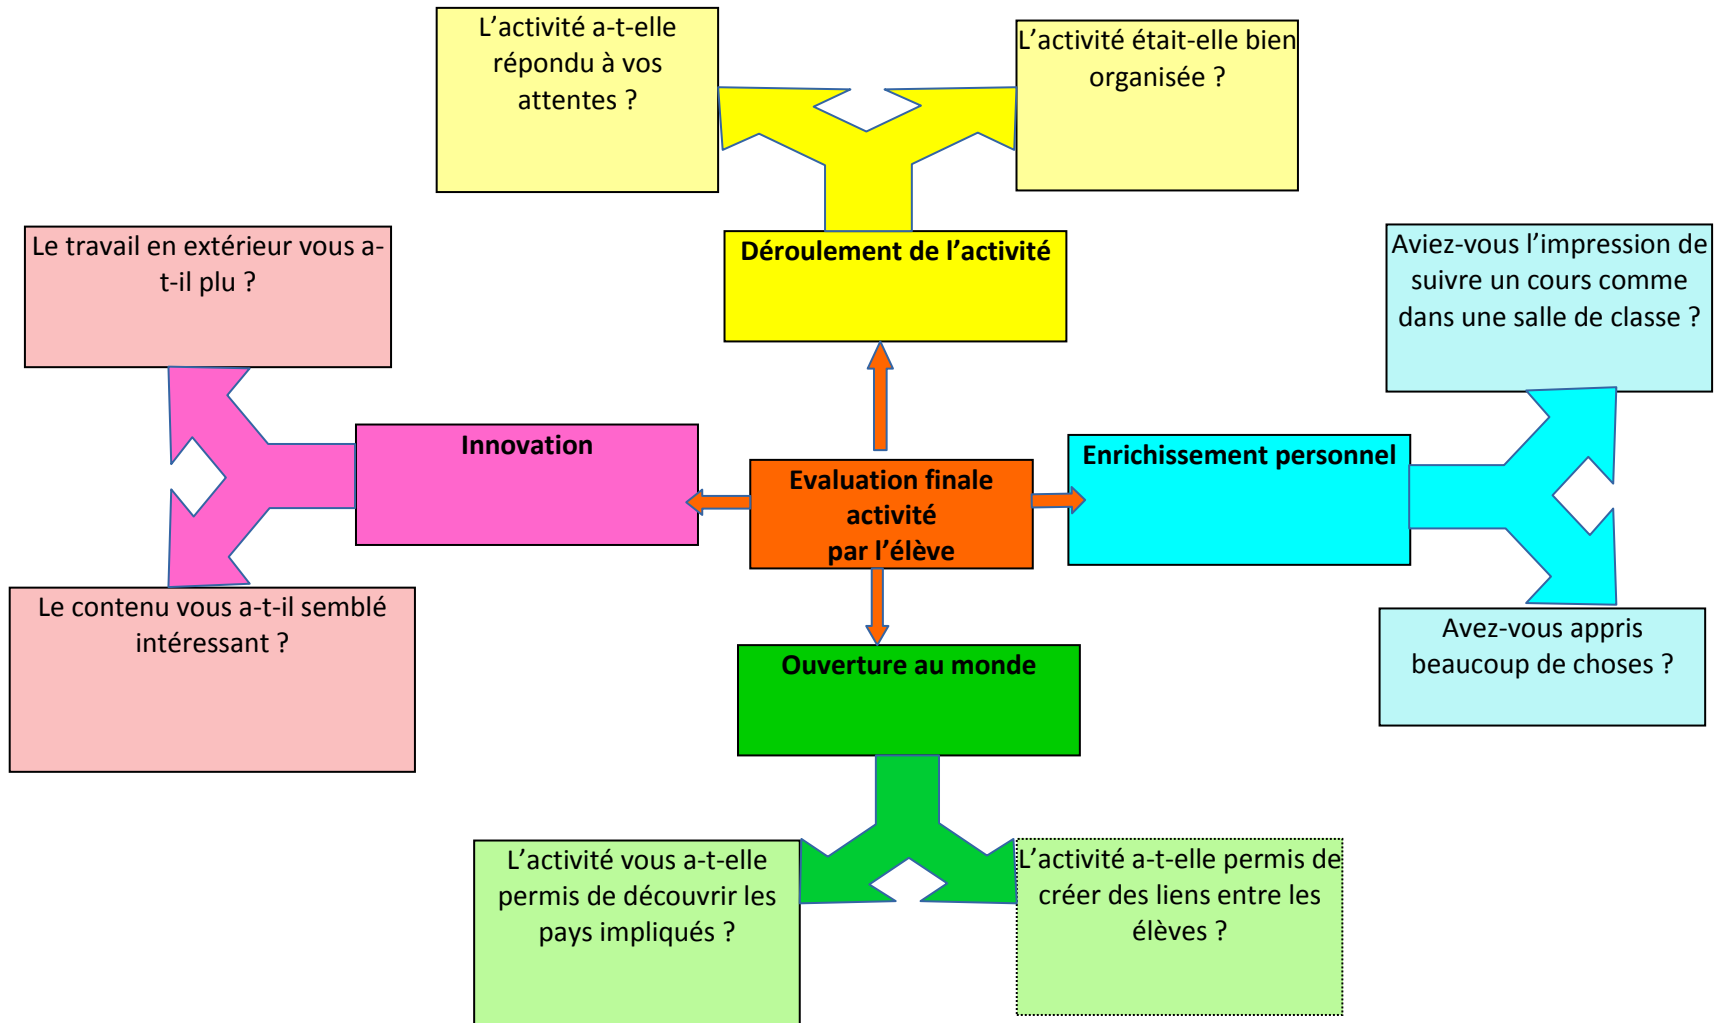 L’activité a-t-elle
répondu à vos
attentes ?
L’activité était-elle bien
organisée ?
Le travail en extérieur vous a-
t-il plu ?
Déroulement de l’activité
Aviez-vous l’impression de
suivre un cours comme
dans une salle de classe ?
Innovation
Evaluation finale
activité
par l’élève
Enrichissement personnel
Le contenu vous a-t-il semblé
intéressant ?
Avez-vous appris
beaucoup de choses ?
Ouverture au monde
L’activité vous a-t-elle
permis de découvrir les
pays impliqués ?
L’activité a-t-elle permis de
créer des liens entre les
élèves ?